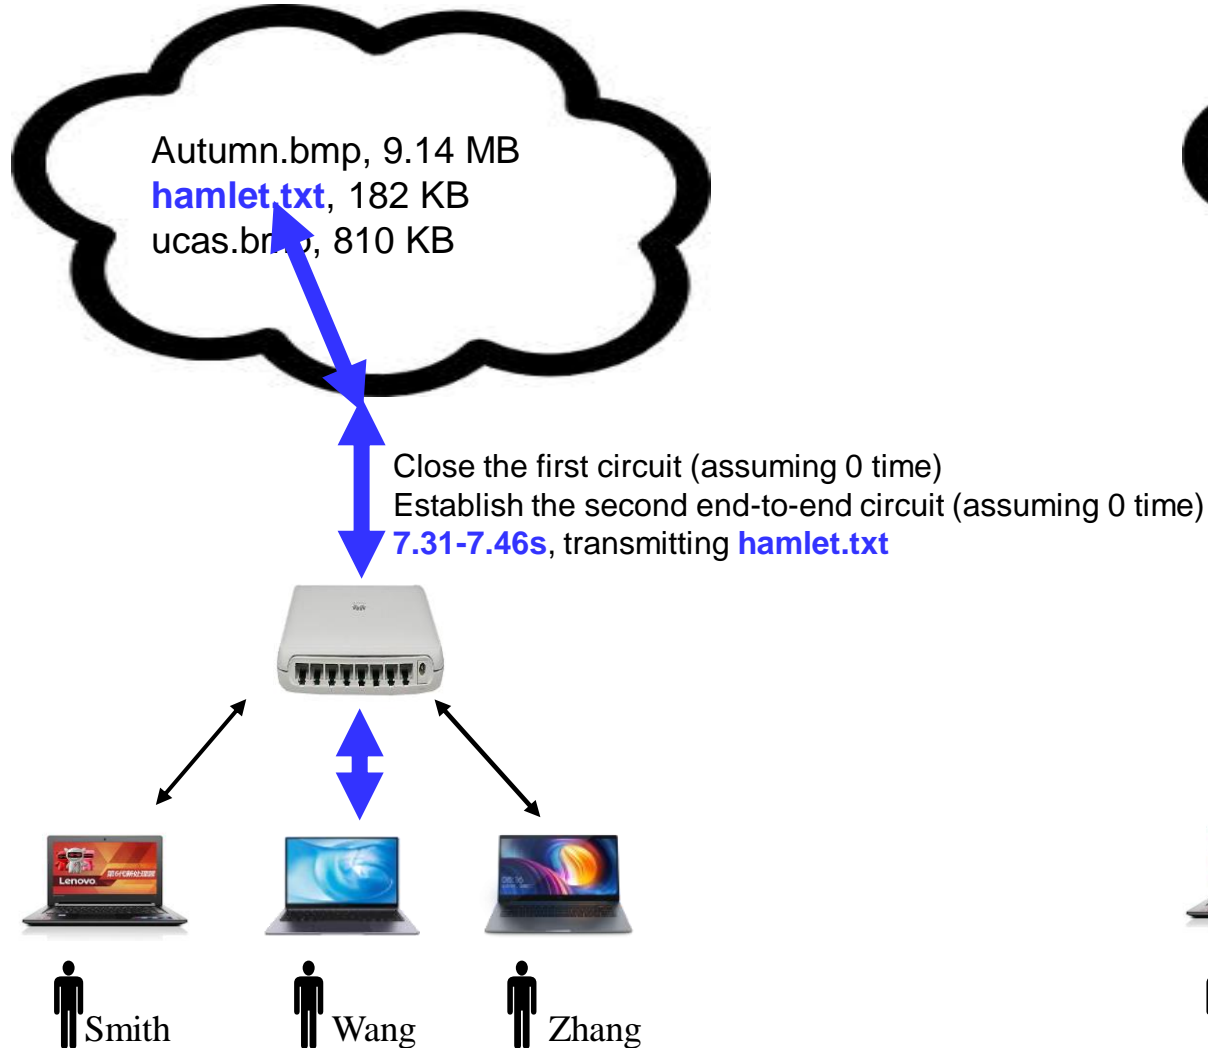 Autumn.bmp, 9.14 MB
hamlet.txt, 182 KB
ucas.bmp, 810 KB
Close the first circuit (assuming 0 time)
Establish the second end-to-end circuit (assuming 0 time)
7.31-7.46s, transmitting hamlet.txt
Lenovo
08:16
Smith
Wang
Zhang